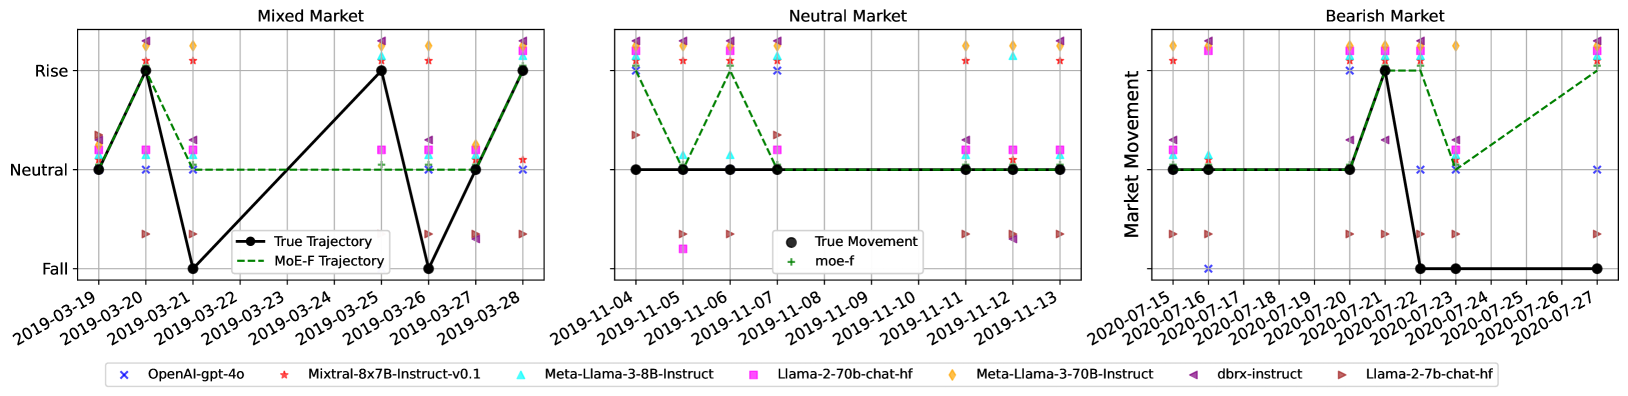 Mixed Market
Neutral Market
Bearish Market
Rise
Neutral
Fall
Market Movement
True Trajectory
MoE-F Trajectory
True Movement
moe-f
2019-03-19
2019-03-20
2019-03-21
2019-03-22
2019-03-23
2019-03-24
2019-03-25
2019-03-26
2019-03-27
2019-03-28
2019-11-04
2019-11-05
2019-11-06
2019-11-07
2019-11-08
2019-11-09
2019-11-10
2019-11-11
2019-11-12
2019-11-13
2020-07-15
2020-07-16
2020-07-17
2020-07-18
2020-07-19
2020-07-20
2020-07-21
2020-07-22
2020-07-23
2020-07-24
2020-07-25
2020-07-26
2020-07-27
OpenAI-gpt-4o
Mixtral-8x7B-Instruct-v0.1
Meta-Llama-3-8B-Instruct
Llama-2-70b-chat-hf
Meta-Llama-3-70B-Instruct
dbrx-instruct
Llama-2-7b-chat-hf